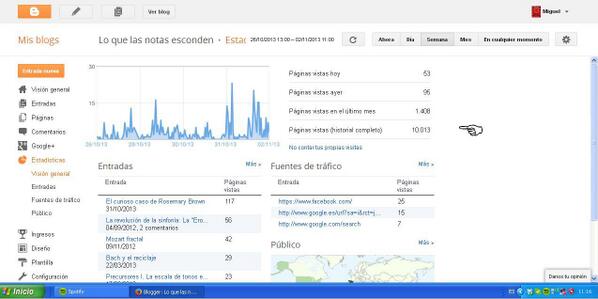 Ver blog
Miguel
Mis blogs
Lo que las notas esconden
26/10/2013 13:00 – 02/11/2013 11:00
Ahora
Día
Semana
Mes
En cualquier momento
Entrada nueva
Visión general
Entradas
Páginas
Comentarios
Google+
Estadísticas
Visión general
Entradas
Fuentes de tráfico
Público
Ingresos
Diseño
Plantilla
Configuración
30
15
28/10/13
29/10/13
31/10/13
02/11/13
Páginas vistas hoy 53
Páginas vistas ayer 95
Páginas vistas en el último mes 1.408
Páginas vistas (historial completo) 10.013
No contar tus propias visitas
Entradas Más »
Entrada Páginas vistas
El curioso caso de Rosemary Brown 117
31/10/2013
La revolución de la sinfonía: La "Ero... 56
04/09/2012, 2 comentarios
Mozart fractal 42
09/11/2012
Bach y el reciclaje 29
22/03/2013
Precursores I. La escala de tonos e... 23
Fuentes de tráfico Más »
Entrada Páginas vistas
https://www.facebook.com/ 25
http://www.google.es/url?sa=i&rct=j... 15
http://www.google.com/search 7
Público Más »
Danos tu opinión
Inicio
Spotify
Blogger: Lo que las n...
ES
11:16